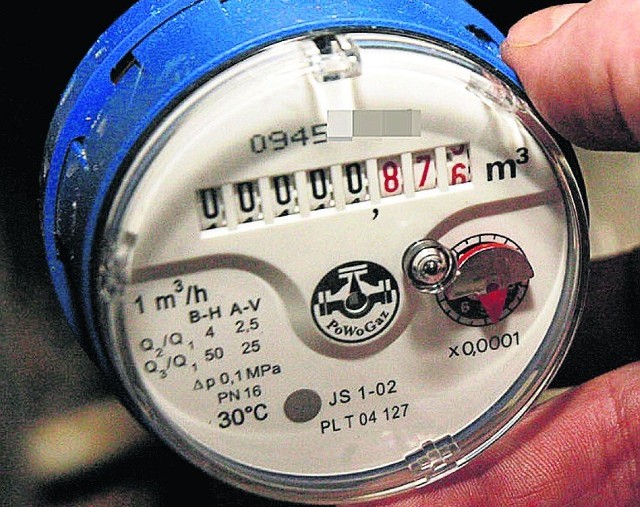 0945
00000,876 m³
1 m³/h
B-H A-V
Q₂/Q₁ 4 2,5
Q₃/Q₁ 50 25
Δp 0,1 MPa
PN 16
30°C
PoWoGaz
6
x0,0001
JS 1-02
PL T 04 127